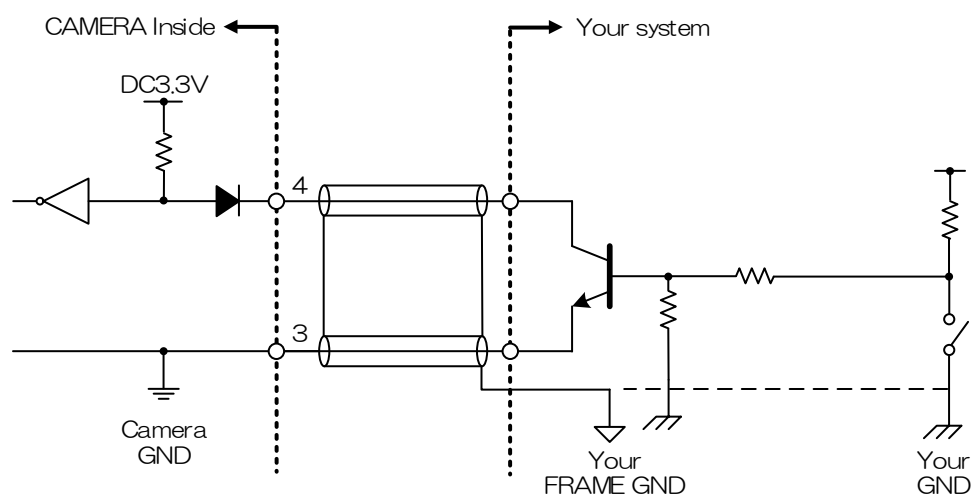 CAMERA Inside
Your system
DC3.3V
4
3
Camera
GND
Your
FRAME GND
Your
GND